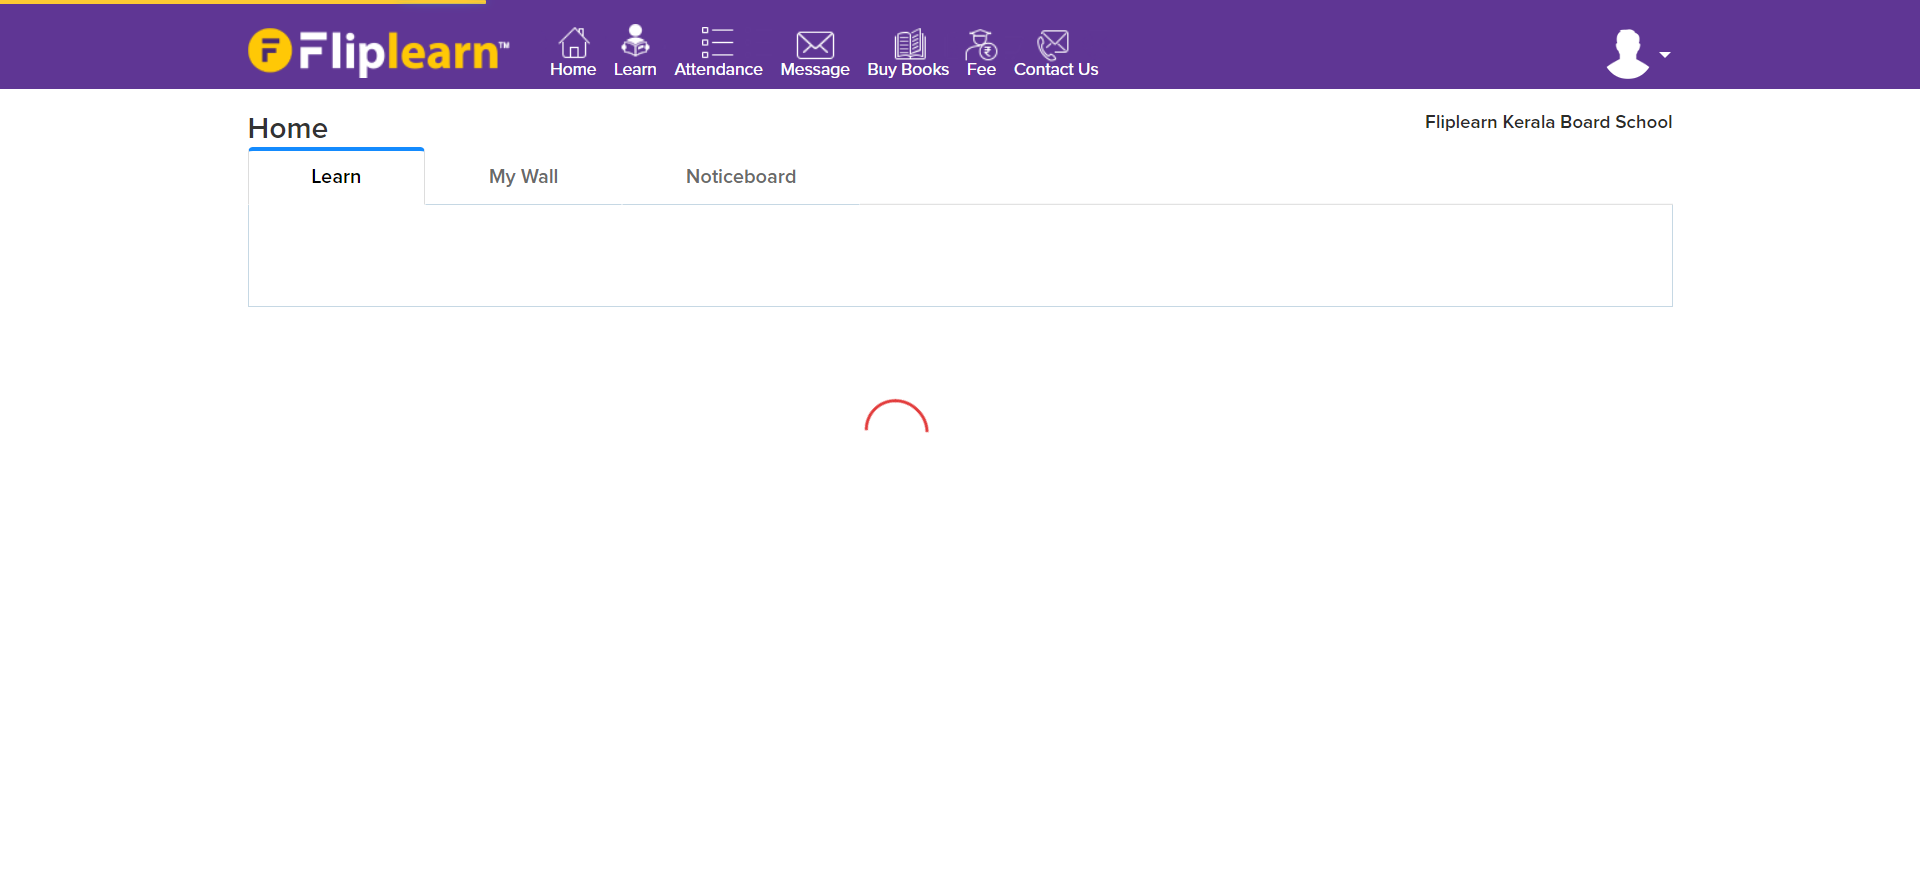 Fliplearn™
Home Learn Attendance Message Buy Books Fee Contact Us
Home
Fliplearn Kerala Board School
Learn My Wall Noticeboard